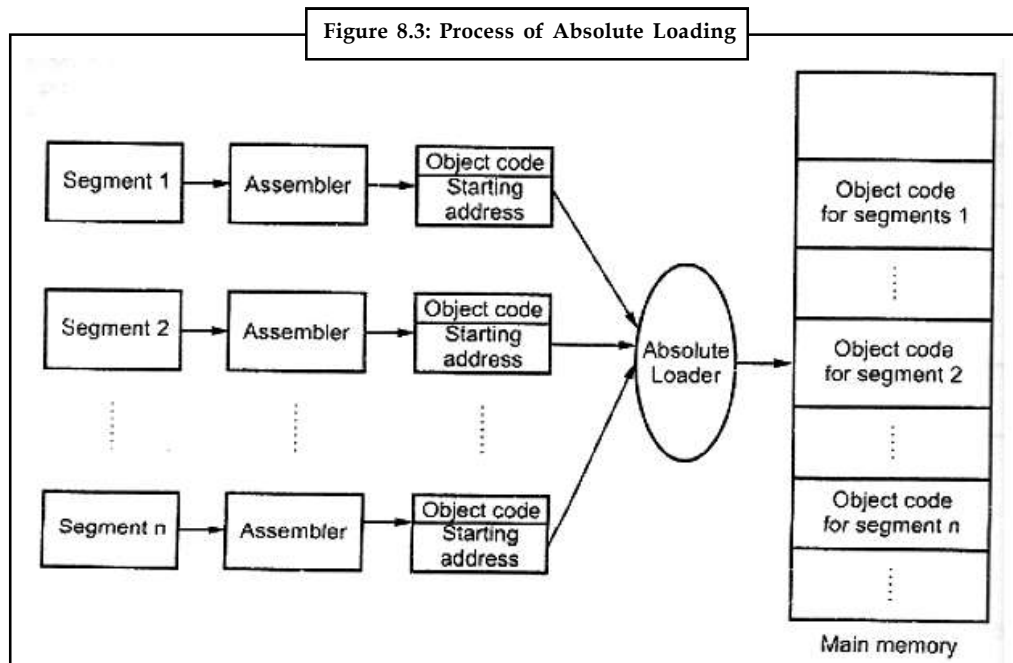 Figure 8.3: Process of Absolute Loading
Segment 1
Assembler
Object code
Starting
address
Segment 2
Assembler
Object code
Starting
address
Segment n
Assembler
Object code
Starting
address
Absolute
Loader
Object code
for segments 1
Object code
for segment 2
Object code
for segment n
Main memory